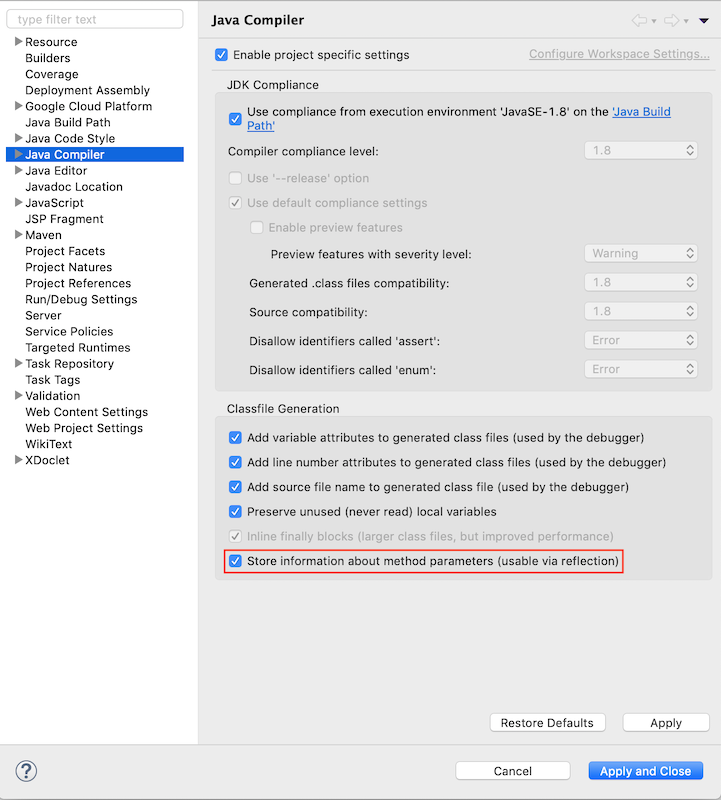 type filter text
Resource
Builders
Coverage
Deployment Assembly
Google Cloud Platform
Java Build Path
Java Code Style
Java Compiler
Java Editor
Javadoc Location
JavaScript
JSP Fragment
Maven
Project Facets
Project Natures
Project References
Run/Debug Settings
Server
Service Policies
Targeted Runtimes
Task Repository
Task Tags
Validation
Web Content Settings
Web Project Settings
WikiText
XDoclet
Java Compiler
Enable project specific settings
Configure Workspace Settings...
JDK Compliance
Use compliance from execution environment 'JavaSE-1.8' on the 'Java Build
Path'
Compiler compliance level: 1.8
Use '--release' option
Use default compliance settings
Enable preview features
Preview features with severity level: Warning
Generated .class files compatibility: 1.8
Source compatibility: 1.8
Disallow identifiers called 'assert': Error
Disallow identifiers called 'enum': Error
Classfile Generation
Add variable attributes to generated class files (used by the debugger)
Add line number attributes to generated class files (used by the debugger)
Add source file name to generated class file (used by the debugger)
Preserve unused (never read) local variables
Inline finally blocks (larger class files, but improved performance)
Store information about method parameters (usable via reflection)
Restore Defaults
Apply
?
Cancel
Apply and Close